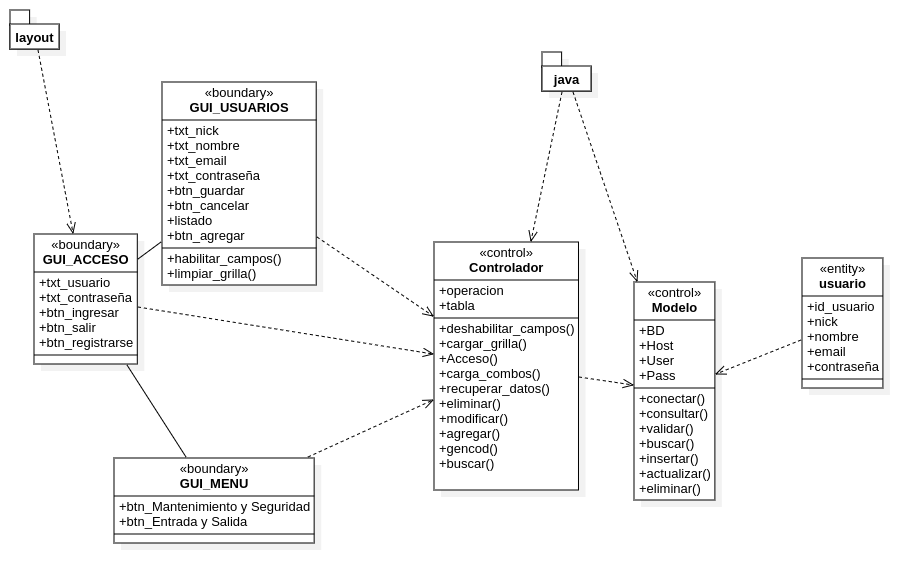 layout
«boundary»
GUI_USUARIOS
+txt_nick
+txt_nombre
+txt_email
+txt_contraseña
+btn_guardar
+btn_cancelar
+listado
+btn_agregar
+habilitar_campos()
+limpiar_grilla()
java
«boundary»
GUI_ACCESO
+txt_usuario
+txt_contraseña
+btn_ingresar
+btn_salir
+btn_registrarse
«control»
Controlador
+operacion
+tabla
+deshabilitar_campos()
+cargar_grilla()
+Acceso()
+carga_combos()
+recuperar_datos()
+eliminar()
+modificar()
+agregar()
+gencod()
+buscar()
«control»
Modelo
+BD
+Host
+User
+Pass
+conectar()
+consultar()
+validar()
+buscar()
+insertar()
+actualizar()
+eliminar()
«entity»
usuario
+id_usuario
+nick
+nombre
+email
+contraseña
«boundary»
GUI_MENU
+btn_Mantenimiento y Seguridad
+btn_Entrada y Salida